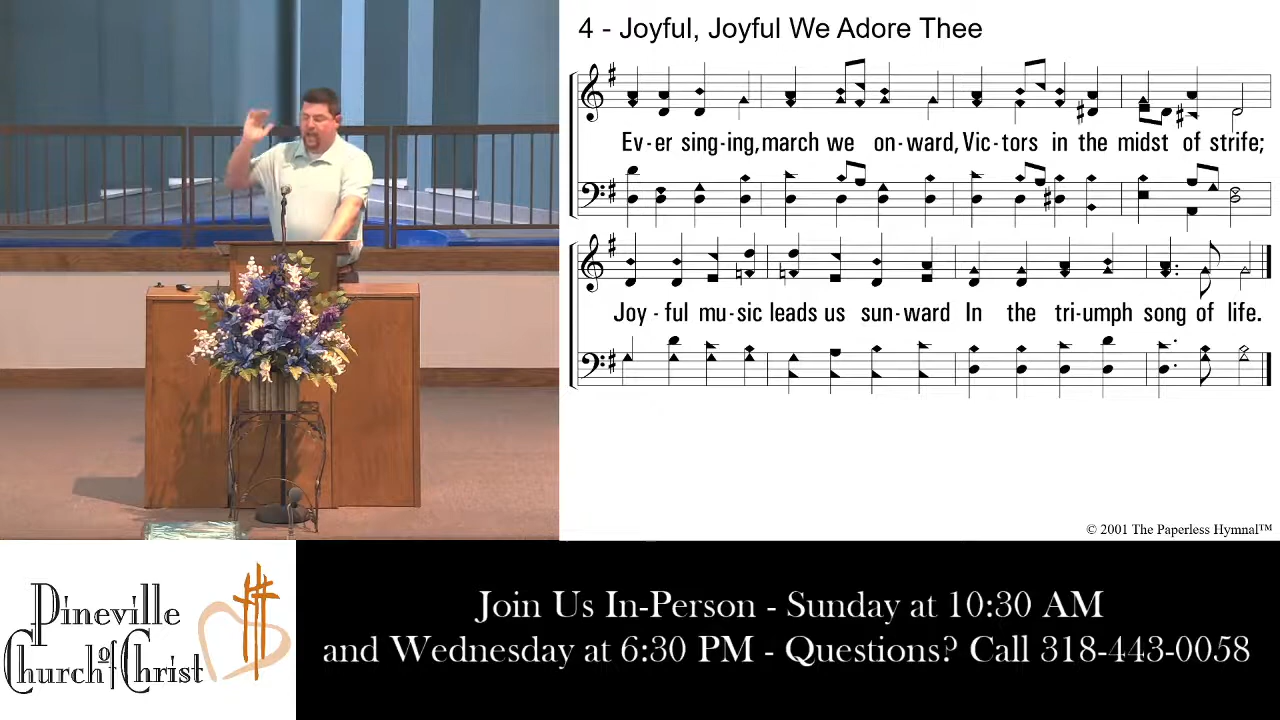 4 - Joyful, Joyful We Adore Thee
Ev-er sing-ing, march we on-ward, Vic-tors in the midst of strife;
Joy-ful mu-sic leads us sun-ward In the tri-umph song of life.
© 2001 The Paperless Hymnal™
Pineville
Church of Christ
Join Us In-Person - Sunday at 10:30 AM
and Wednesday at 6:30 PM - Questions? Call 318-443-0058